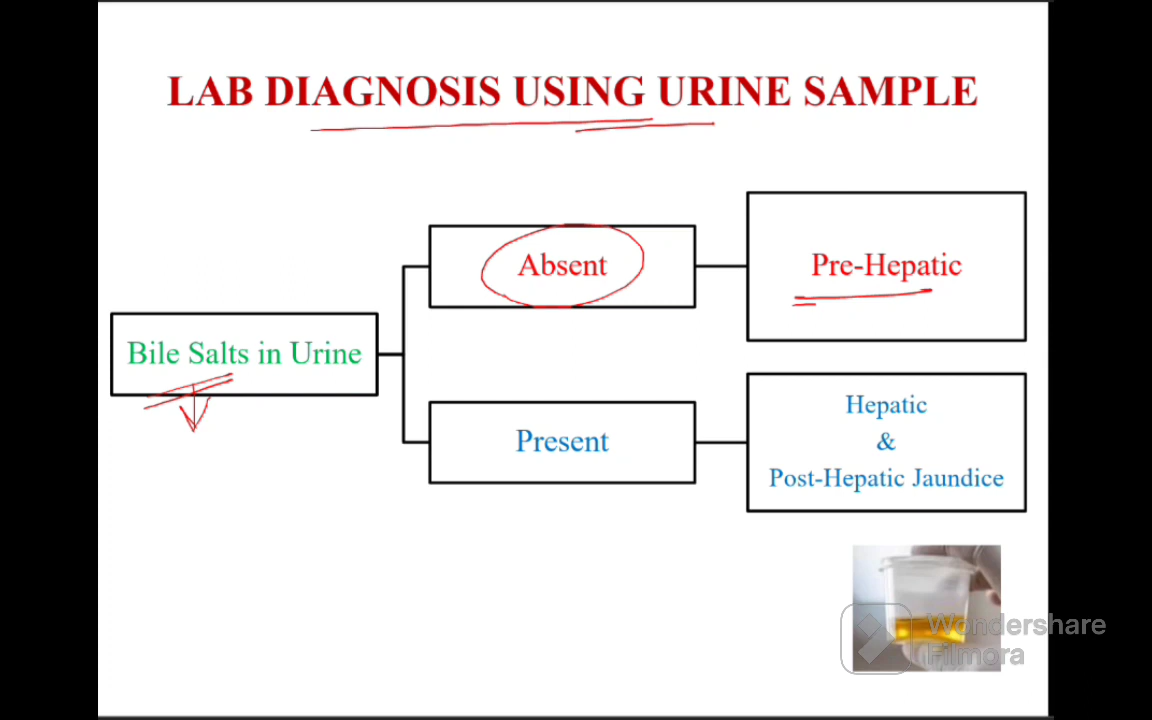 LAB DIAGNOSIS USING URINE SAMPLE
Absent
Pre-Hepatic
Bile Salts in Urine
Present
Hepatic
&
Post-Hepatic Jaundice
Wondershare
Filmora